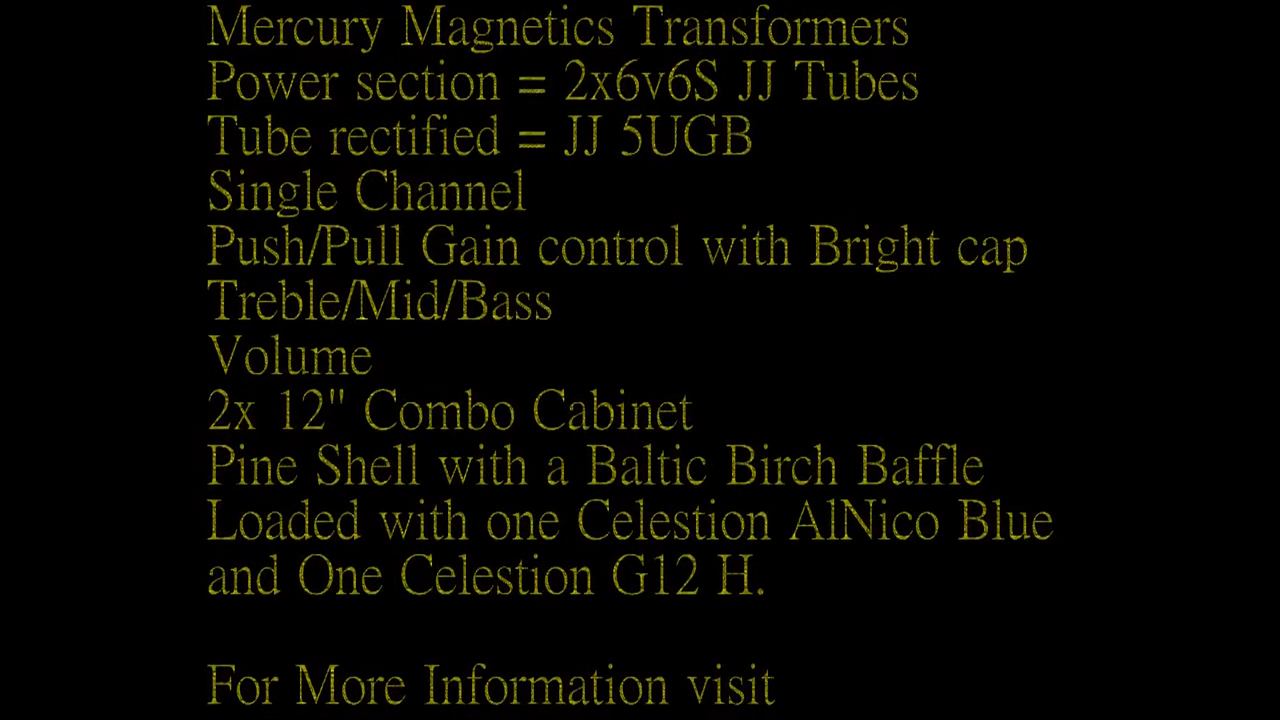 Mercury Magnetics Transformers
Power section = 2x6v6S JJ Tubes
Tube rectified = JJ 5UGB
Single Channel
Push/Pull Gain control with Bright cap
Treble/Mid/Bass
Volume
2x 12" Combo Cabinet
Pine Shell with a Baltic Birch Baffle
Loaded with one Celestion AlNico Blue
and One Celestion G12 H.
For More Information visit